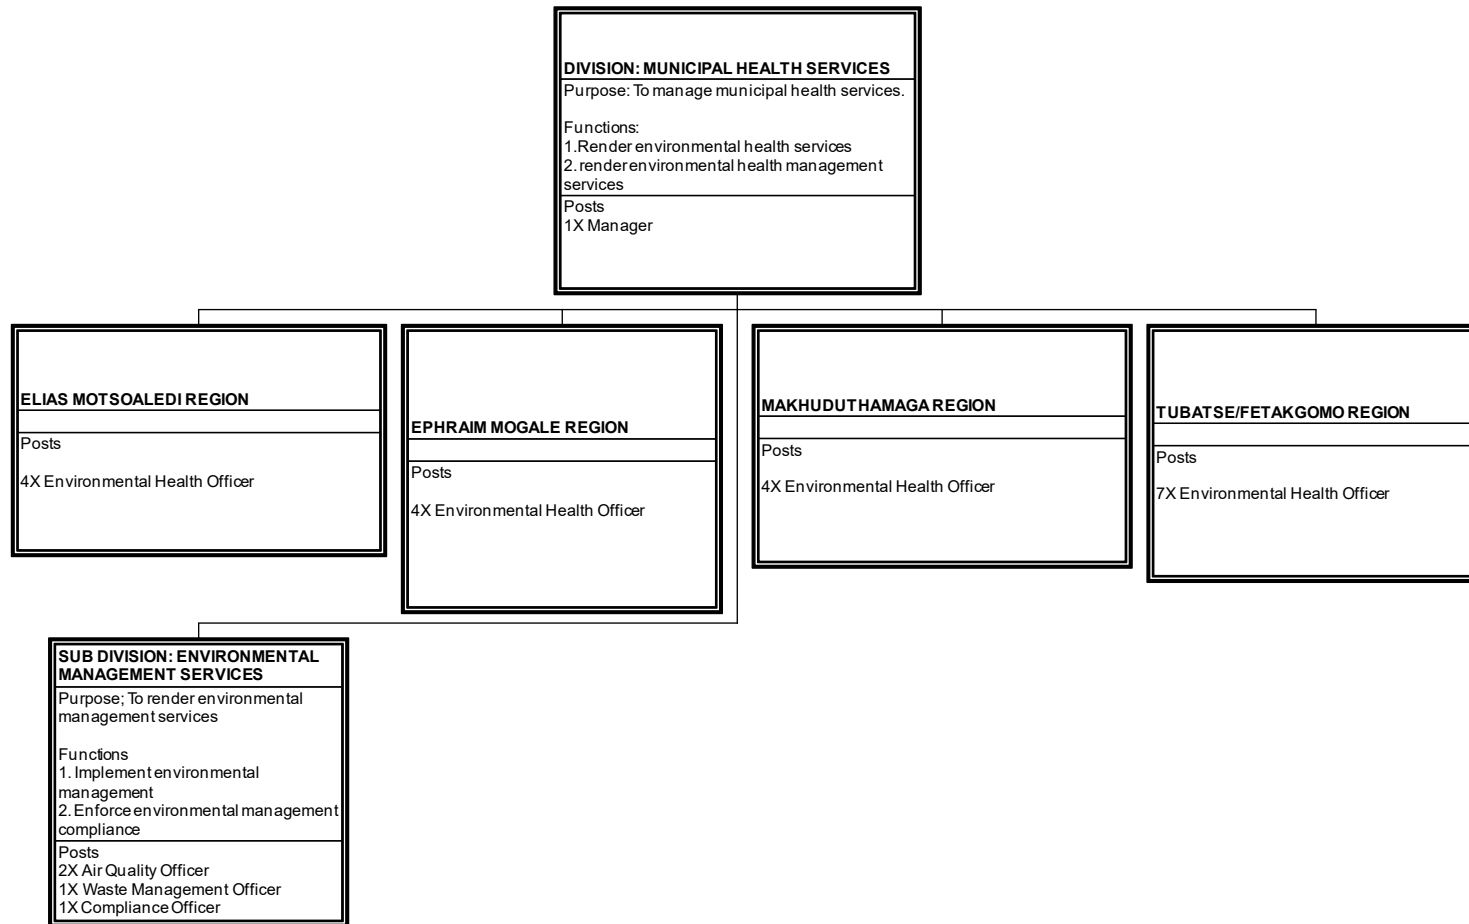 DIVISION: MUNICIPAL HEALTH SERVICES
Purpose: To manage municipal health services.
Functions:
1.Render environmental health services
2. render environmental health management
services
Posts
1X Manager
ELIAS MOTSOALEDI REGION
Posts
4X Environmental Health Officer
EPHRAIM MOGALE REGION
Posts
4X Environmental Health Officer
MAKHUDUTHAMAGA REGION
Posts
4X Environmental Health Officer
TUBATSE/FETAKGOMO REGION
Posts
7X Environmental Health Officer
SUB DIVISION: ENVIRONMENTAL
MANAGEMENT SERVICES
Purpose; To render environmental
management services
Functions
1. Implement environmental
management
2. Enforce environmental management
compliance
Posts
2X Air Quality Officer
1X Waste Management Officer
1X Compliance Officer